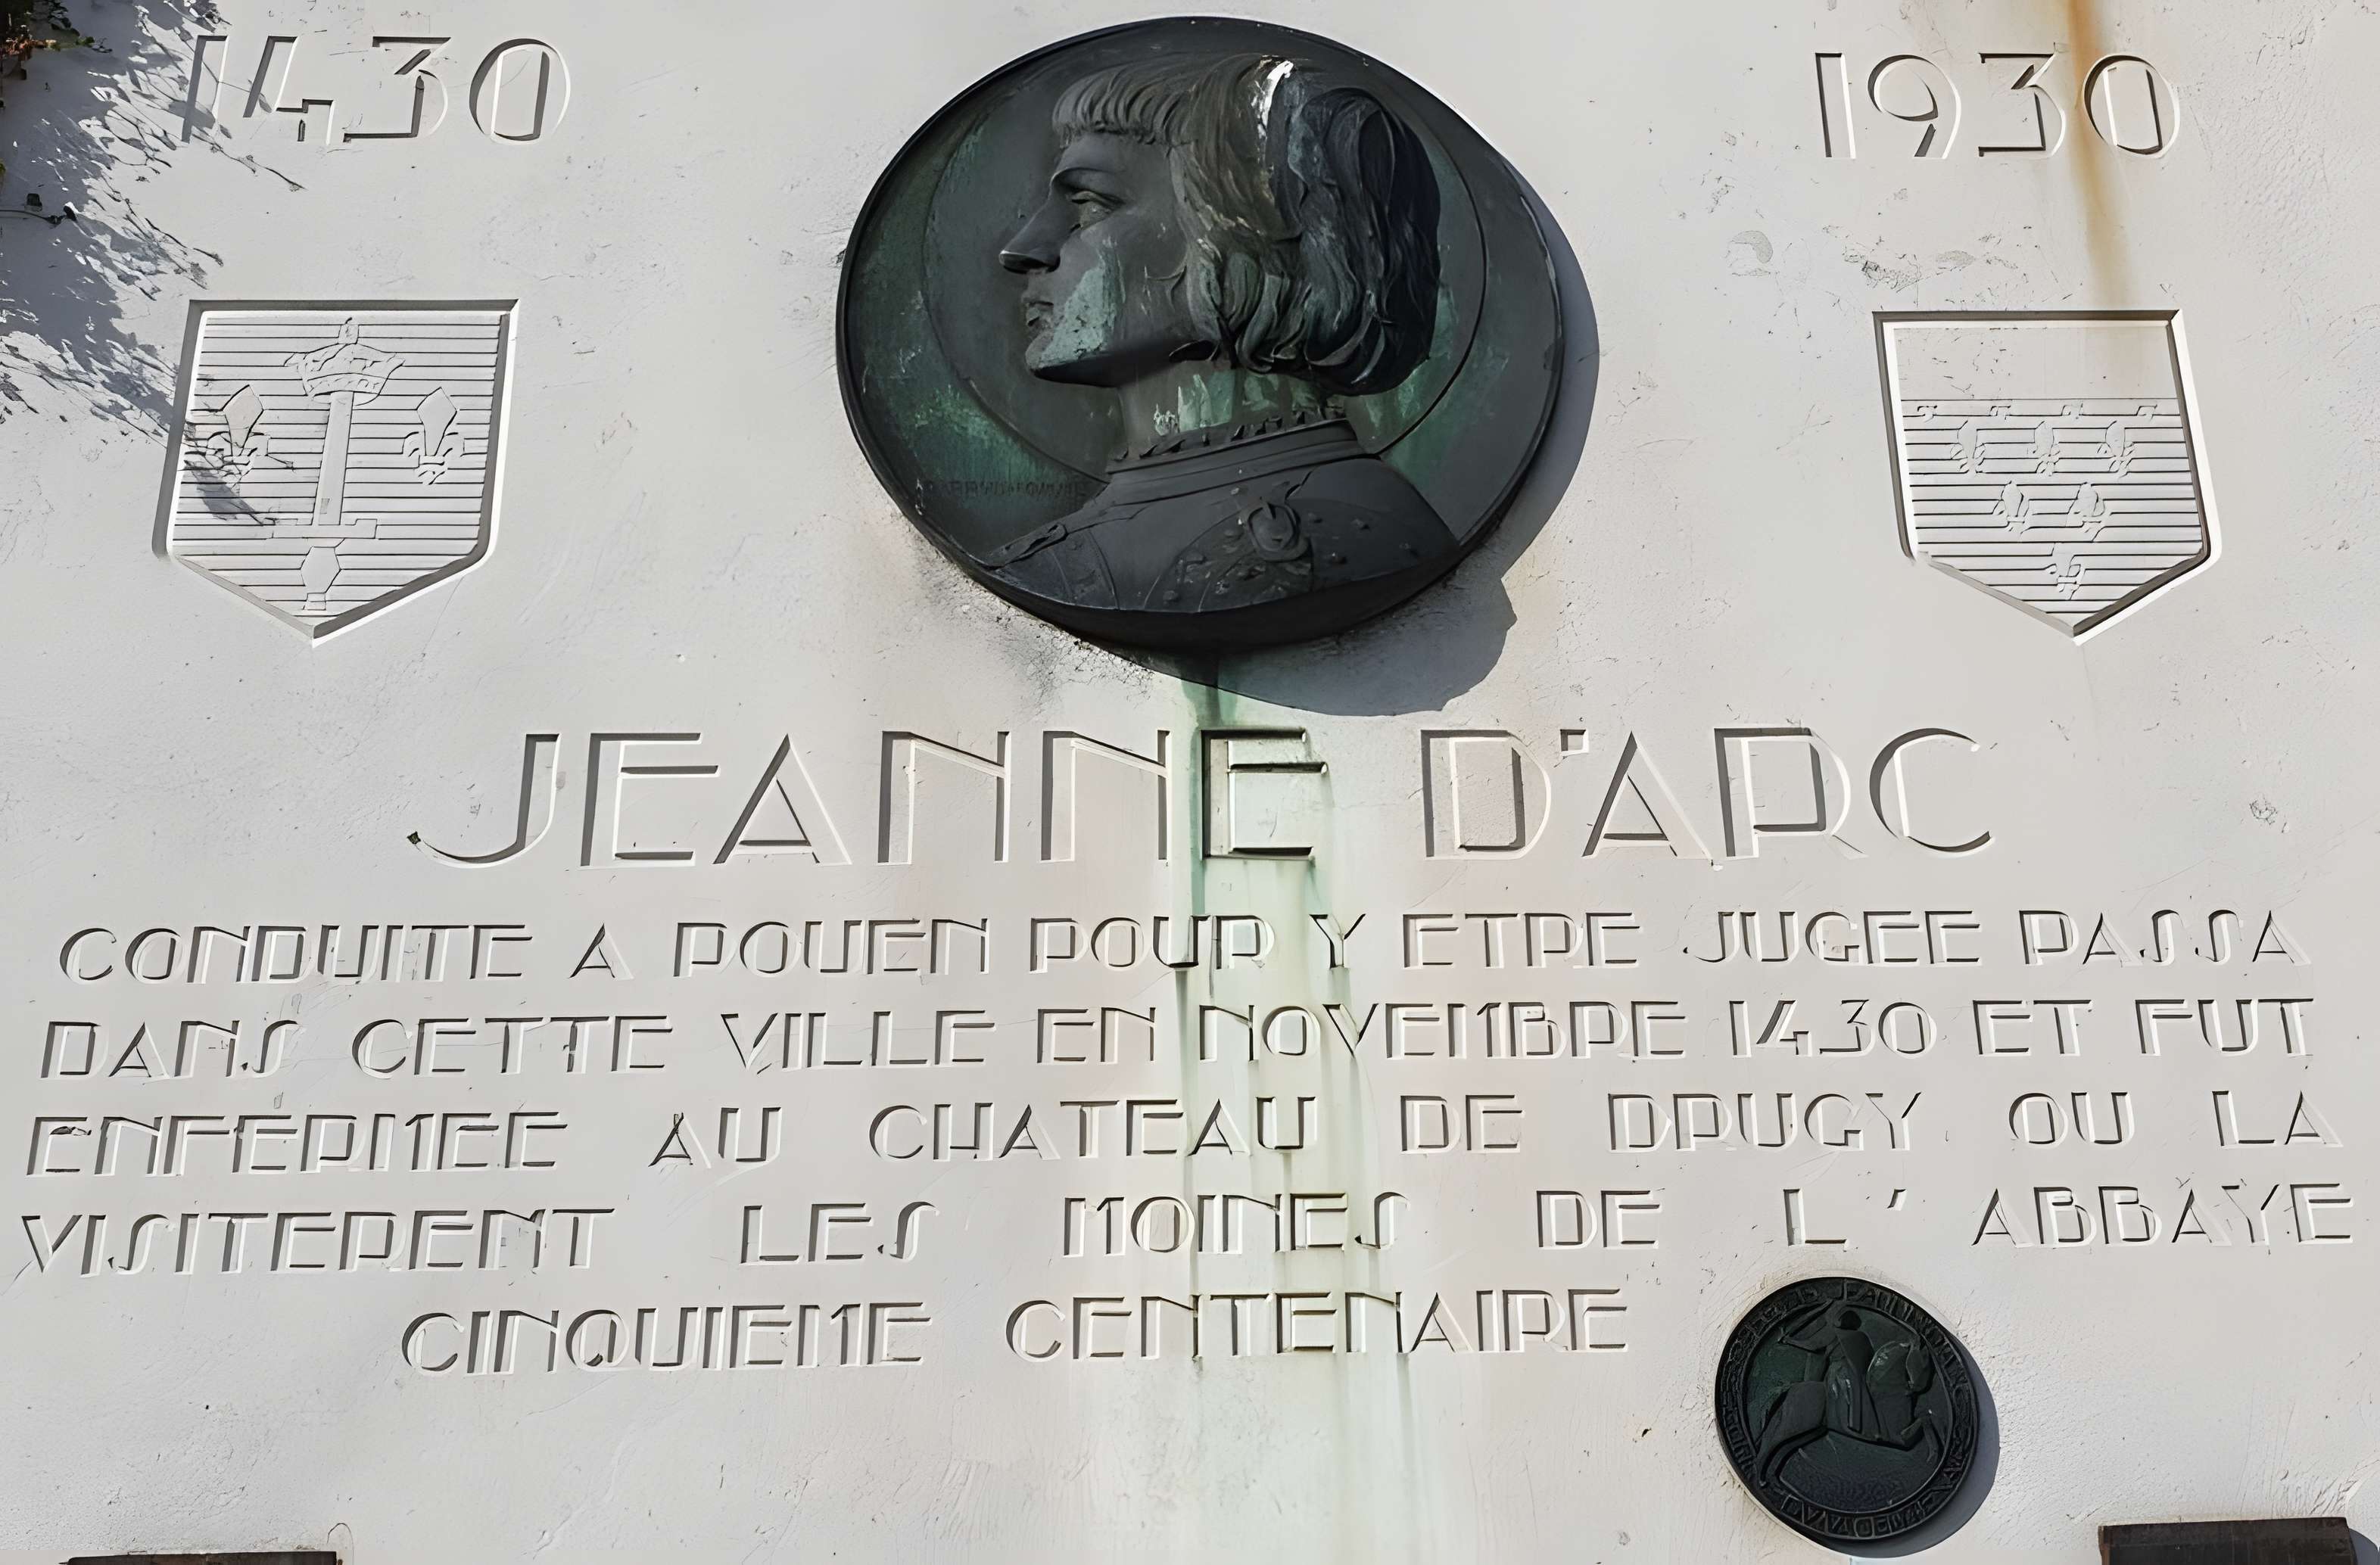 1430
1930
JEANNE D'ARC
CONDUITE A ROUEN POUR Y ETRE JUGEE PASSA
DANS CETTE VILLE EN NOVEMBRE 1430 ET FUT
ENFERMEE AU CHATEAU DE DRUGY OU LA
VISITERENT LES MOINES DE L' ABBAYE
CINQUIEME CENTENAIRE